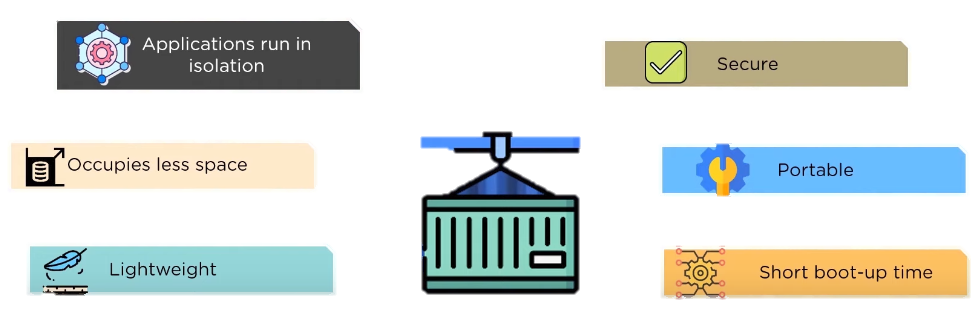 Applications run in
isolation
Secure
Occupies less space
Portable
Lightweight
Short boot-up time